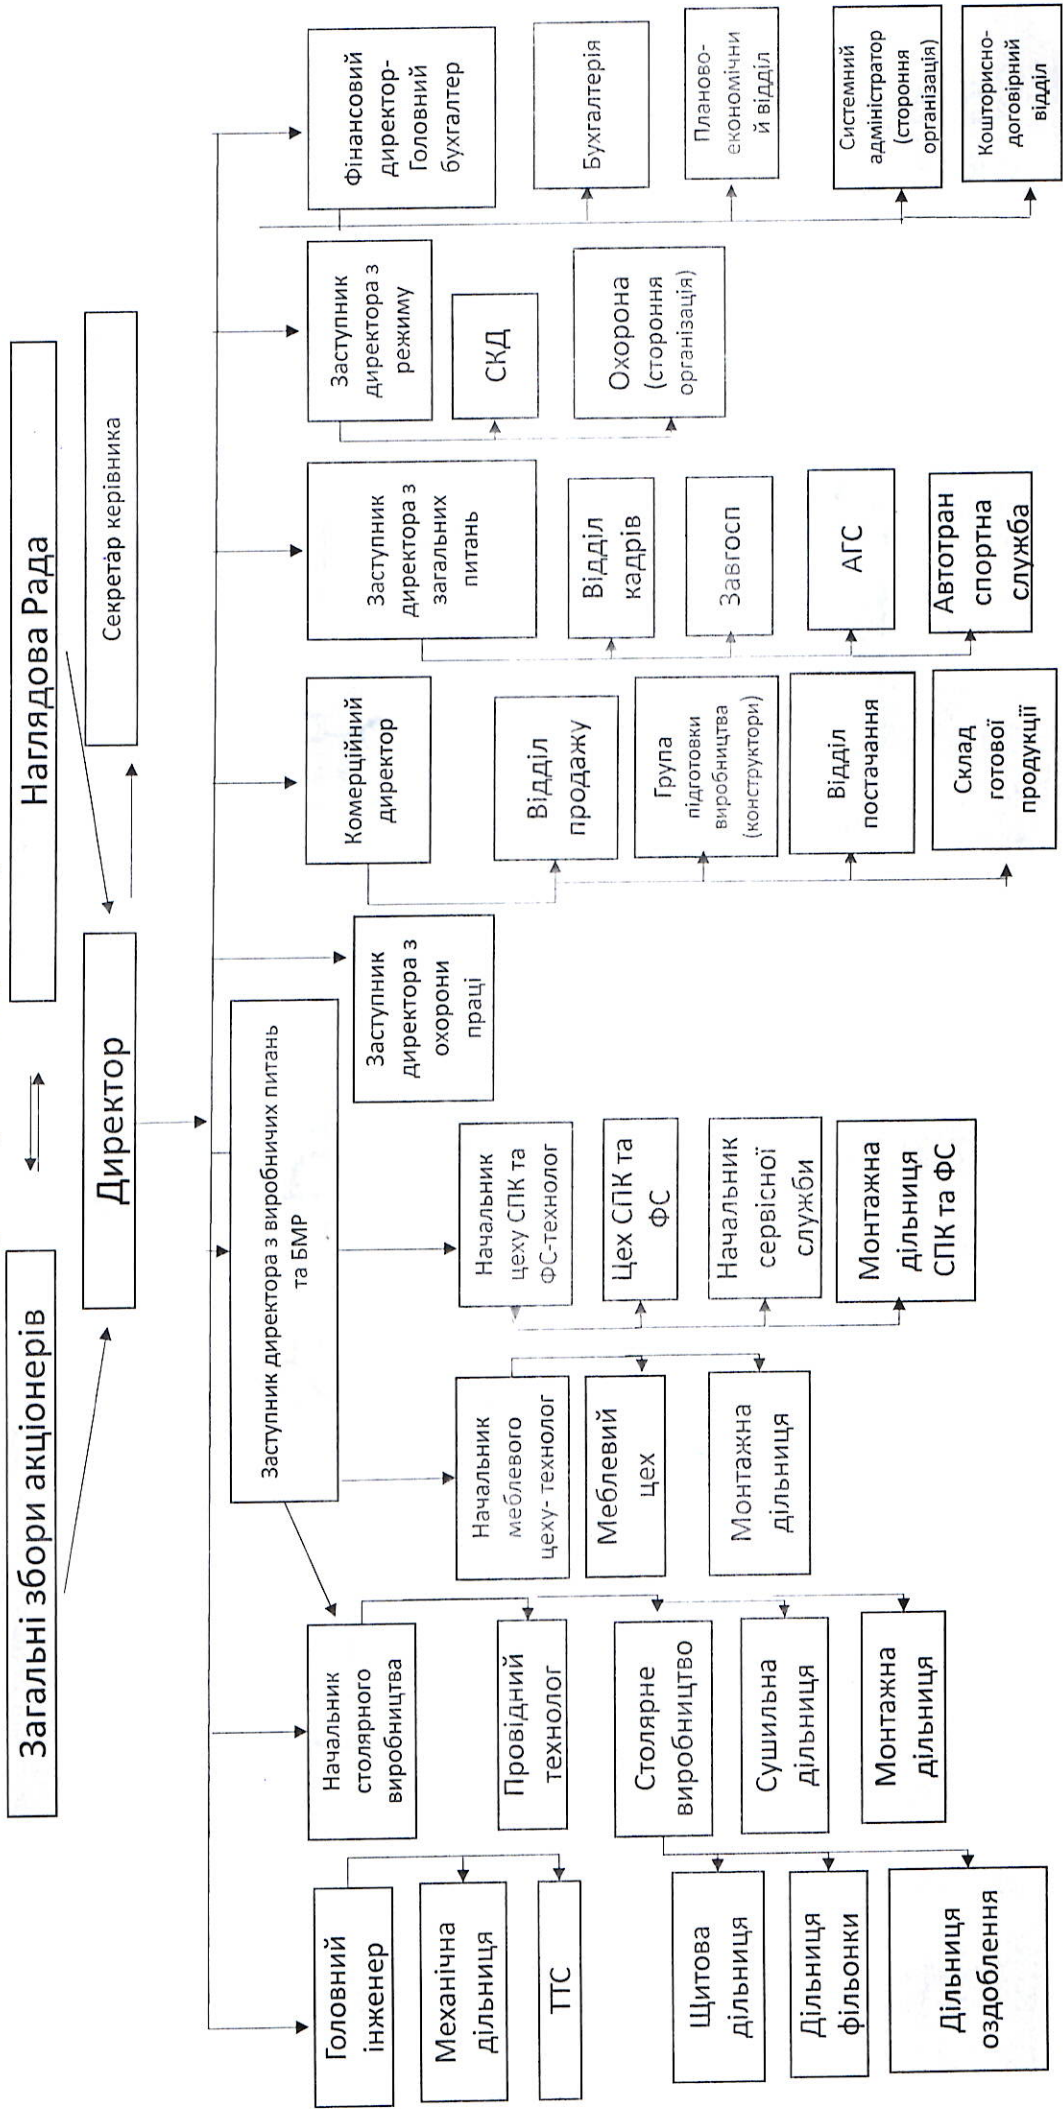 Загальні збори акціонерів
Наглядова Рада
Директор
Секретар керівника
Заступник директора з виробничих питань
та БМР
Головний
інженер
Механічна
дільниця
ТТС
Начальник
столярного
виробництва
Провідний
технолог
Столярне
виробництво
Сушильна
дільниця
Монтажна
дільниця
Щитова
дільниця
Дільниця
фільонки
Дільниця
оздоблення
Начальник
меблевого
цеху- технолог
Меблевий
цех
Монтажна
дільниця
Начальник
цеху СПК та
ФС-технолог
Цех СПК та
ФС
Начальник
сервісної
служби
Монтажна
дільниця
СПК та ФС
Заступник
директора з
охорони
праці
Комерційний
директор
Відділ
продажу
Група
підготовки
виробництва
(конструктори)
Відділ
постачання
Склад
готової
продукції
Заступник
директора з
загальних
питань
Відділ
кадрів
Завгосп
АГС
Автотран
спортна
служба
Заступник
директора з
режиму
СКД
Охорона
(стороння
організація)
Фінансовий
директор-
Головний
бухгалтер
Бухгалтерія
Планово-
економічни
й відділ
Системний
адміністратор
(стороння
організація)
Кошторисно-
договірний
відділ